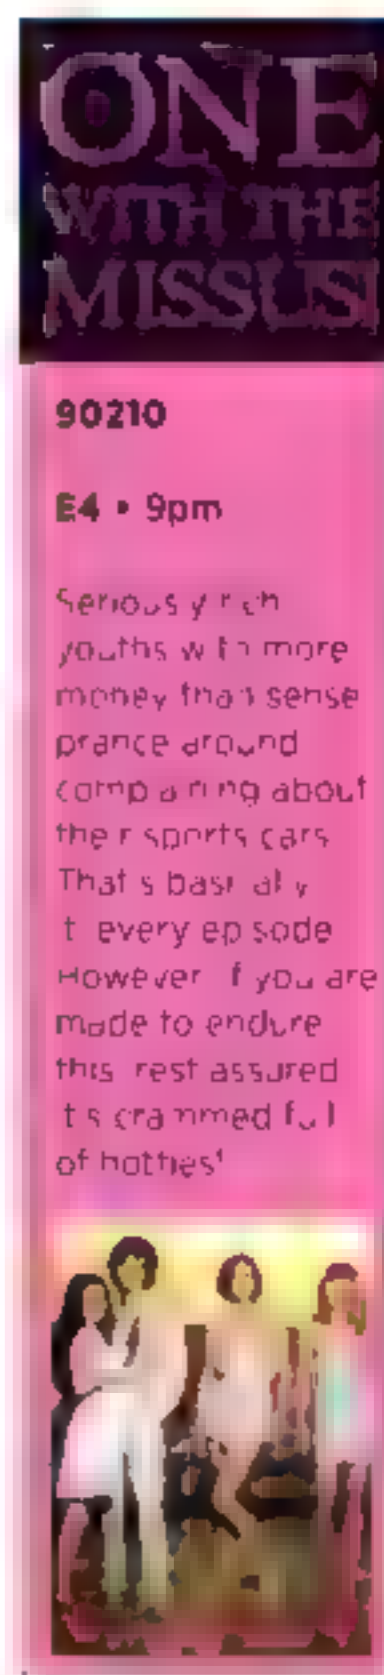 ONE
WITH THE
MISSUS!
90210
E4 • 9pm
Seriously rich
youths with more
money than sense
prance around
complaining about
their sports cars
That's basically
it every episode
However if you are
made to endure
this rest assured
it's crammed full
of hotties!